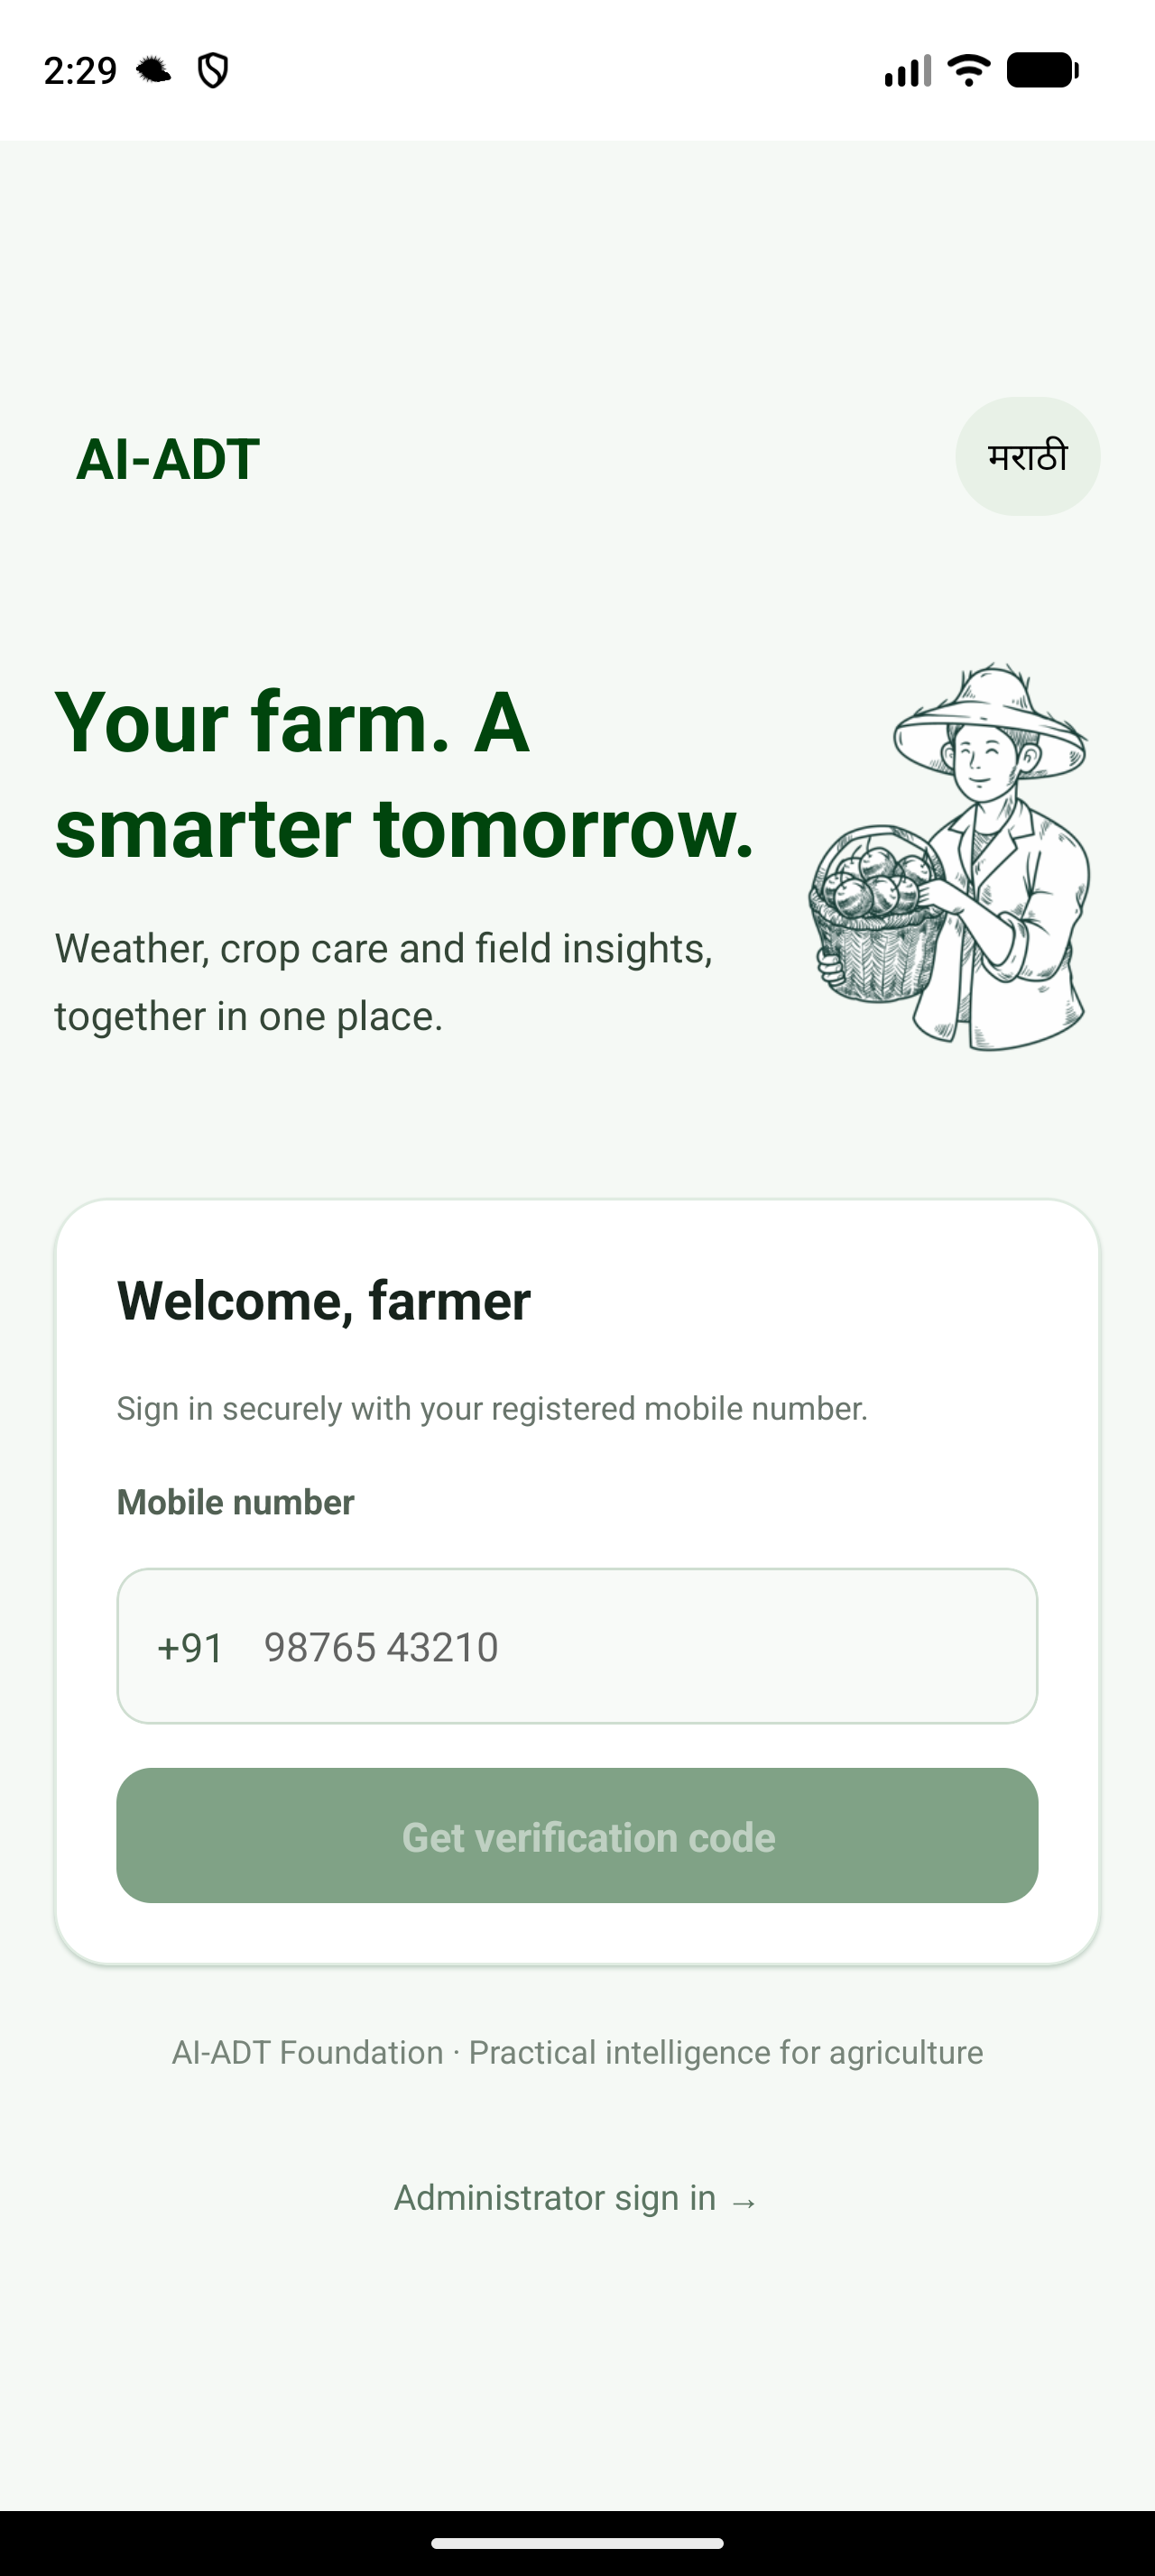 2:29
AI-ADT
मराठी
Your farm. A
smarter tomorrow.
Weather, crop care and field insights,
together in one place.
Welcome, farmer
Sign in securely with your registered mobile number.
Mobile number
+91 98765 43210
Get verification code
AI-ADT Foundation · Practical intelligence for agriculture
Administrator sign in →